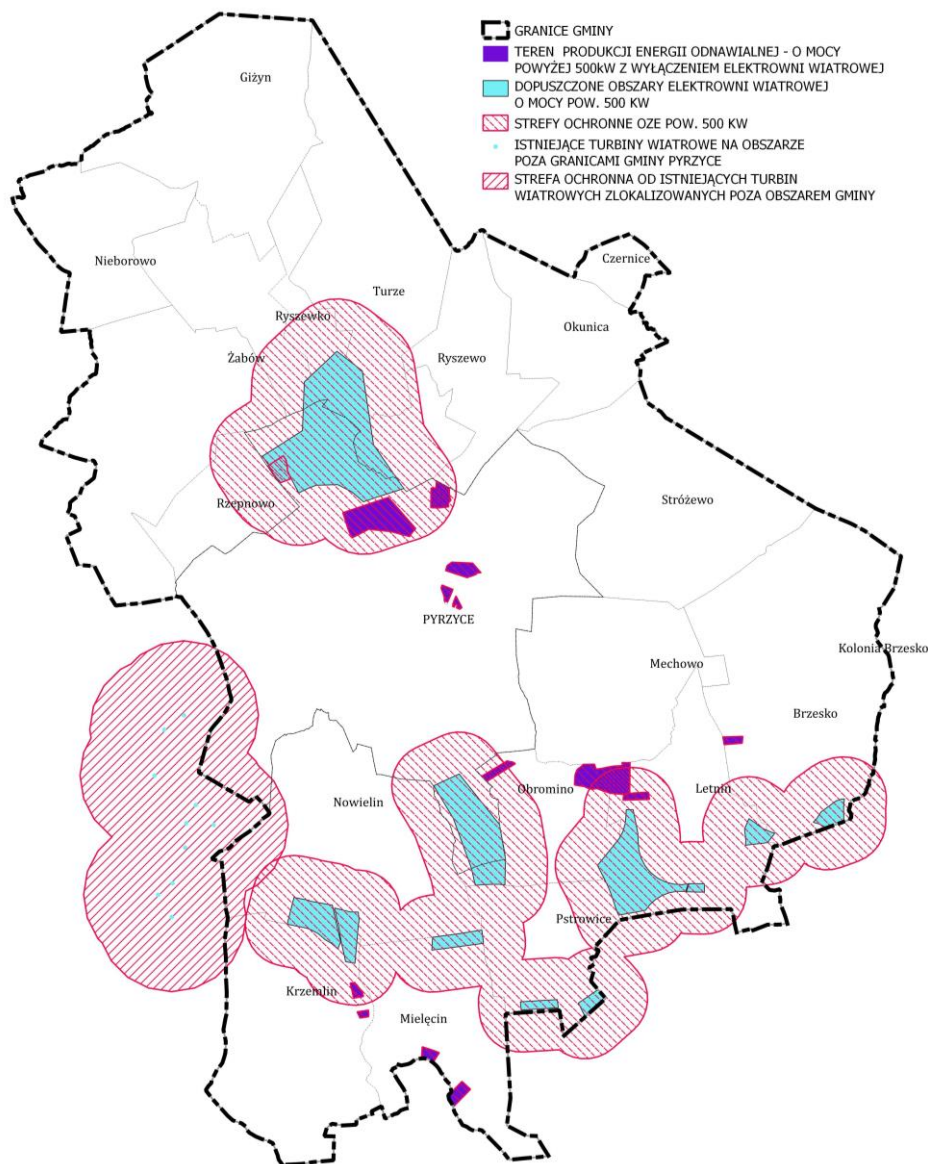 GRANICE GMINY
TEREN PRODUKCJI ENERGII ODNAWIALNEJ - O MOCY
POWYŻEJ 500kW Z WYŁĄCZENIEM ELEKTROWNI WIATROWEJ
DOPUSZCZONE OBSZARY ELEKTROWNI WIATROWEJ
O MOCY POW. 500 KW
STREFY OCHRONNE OZE POW. 500 KW
ISTNIEJĄCE TURBINY WIATROWE NA OBSZARZE
POZA GRANICAMI GMINY PYRZYCE
STREFA OCHRONNA OD ISTNIEJĄCYCH TURBIN
WIATROWYCH ZLOKALIZOWANYCH POZA OBSZAREM GMINY
Giżyn
Nieborowo
Czernice
Turze
Ryszewko
Okunica
Żabów
Ryszewo
Rzępnowo
Stróżewo
PYRZYCE
Kolonia Brzesko
Mechowo
Brzesko
Obromino
Letnin
Nowielin
Pstrowice
Krzemlin
Mielęcin